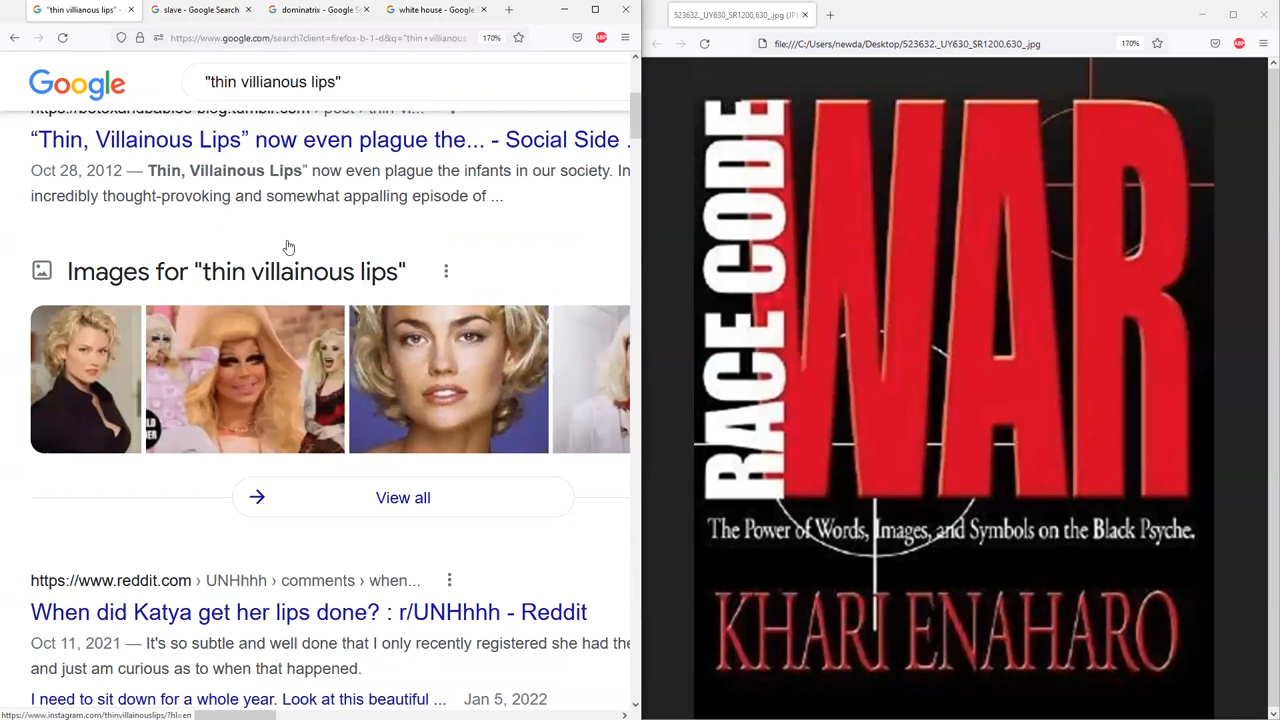 "thin villianous lips" -
slave - Google Search
dominatrix - Google S
white house - Google
https://www.google.com/search?client=firefox-b-1-d&q="thin+villianous
170%
Google
"thin villianous lips"
“Thin, Villainous Lips” now even plague the... - Social Side .
Oct 28, 2012 — Thin, Villainous Lips” now even plague the infants in our society. In
incredibly thought-provoking and somewhat appalling episode of ...
Images for "thin villainous lips"
View all
https://www.reddit.com › UNHhhh › comments › when...
When did Katya get her lips done? : r/UNHhhh - Reddit
Oct 11, 2021 — It's so subtle and well done that I only recently registered she had the
and just am curious as to when that happened.
I need to sit down for a whole year. Look at this beautiful ... Jan 5, 2022
https://www.instagram.com/thinvillainouslips/?hl=en
523632._UY630_SR1200,630_.jpg (JP
file:///C:/Users/newda/Desktop/523632._UY630_SR1200,630_.jpg
170%
RACE CODE
WAR
The Power of Words, Images, and Symbols on the Black Psyche.
KHARI ENAHARO